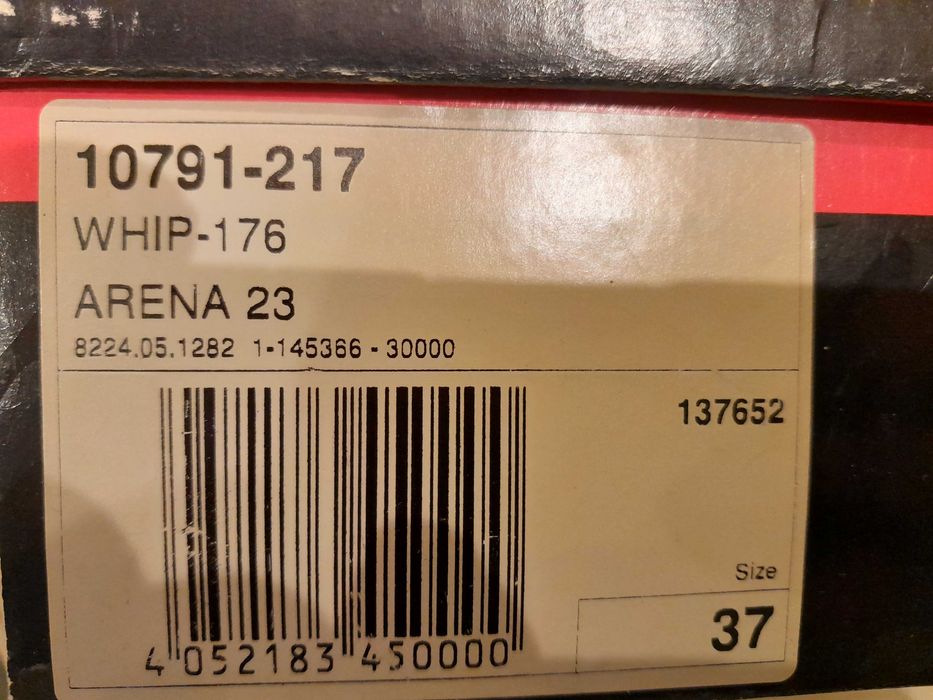 10791-217
WHIP-176
ARENA 23
8224.05.1282 1-145366 - 30000
137652
Size
37
4 052183 450000